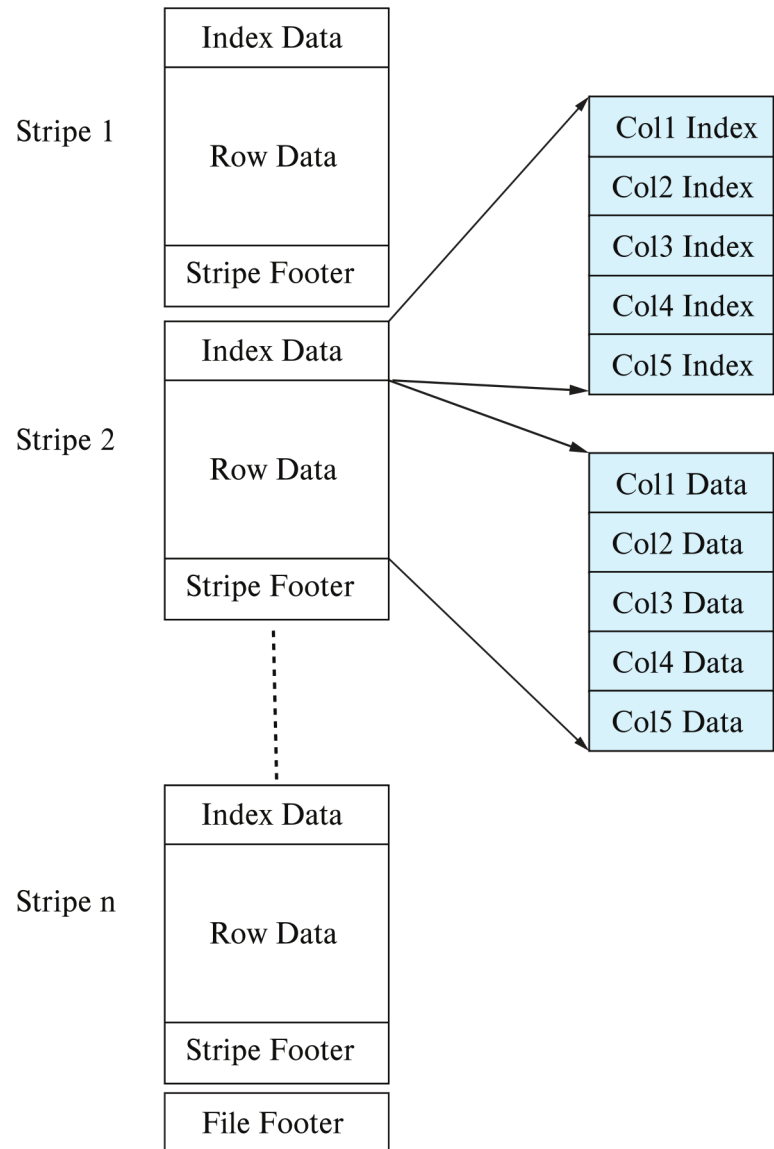 Stripe 1
Index Data
Row Data
Stripe Footer
Stripe 2
Index Data
Row Data
Stripe Footer
Stripe n
Index Data
Row Data
Stripe Footer
File Footer
Col1 Index
Col2 Index
Col3 Index
Col4 Index
Col5 Index
Col1 Data
Col2 Data
Col3 Data
Col4 Data
Col5 Data